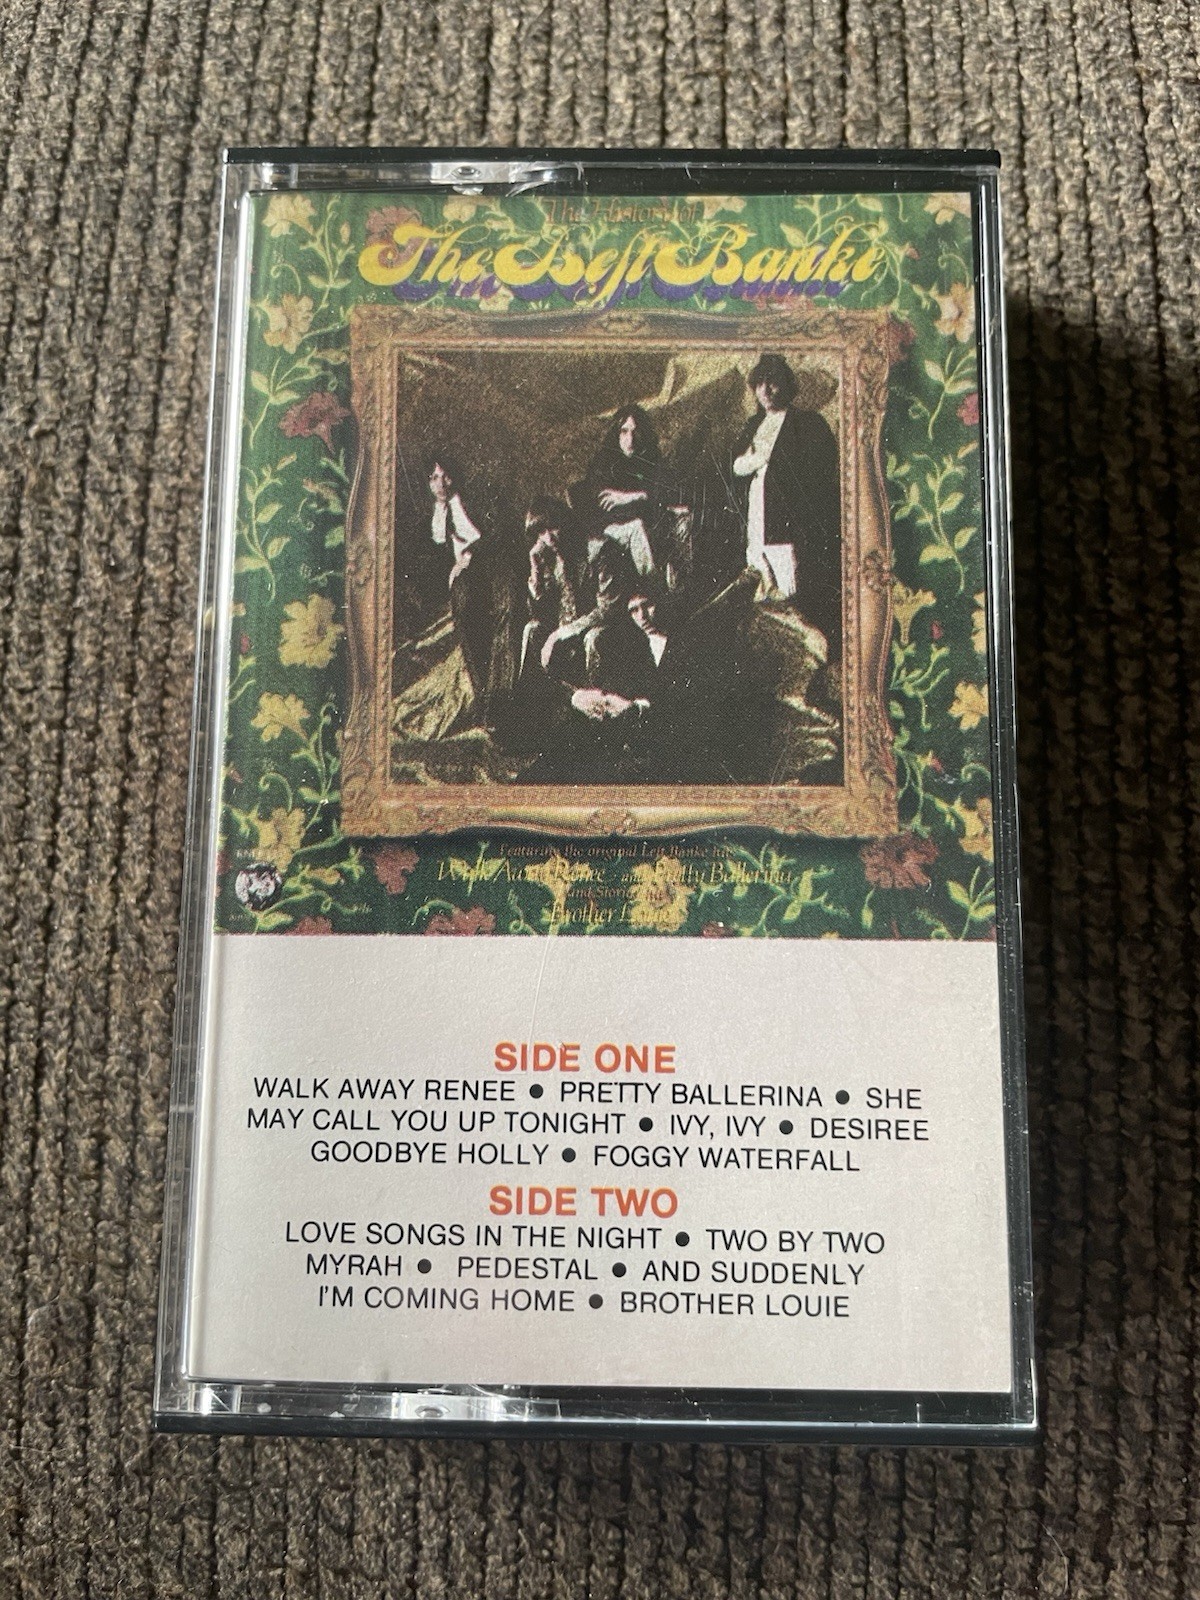 The History of
The Left Banke
Featuring the original Left Banke hits
Walk Away Renee - and Pretty Ballerina
and Stories hit
Brother Louie
SIDE ONE
WALK AWAY RENEE ● PRETTY BALLERINA ● SHE
MAY CALL YOU UP TONIGHT ● IVY, IVY ● DESIREE
GOODBYE HOLLY ● FOGGY WATERFALL
SIDE TWO
LOVE SONGS IN THE NIGHT ● TWO BY TWO
MYRAH ● PEDESTAL ● AND SUDDENLY
I'M COMING HOME ● BROTHER LOUIE